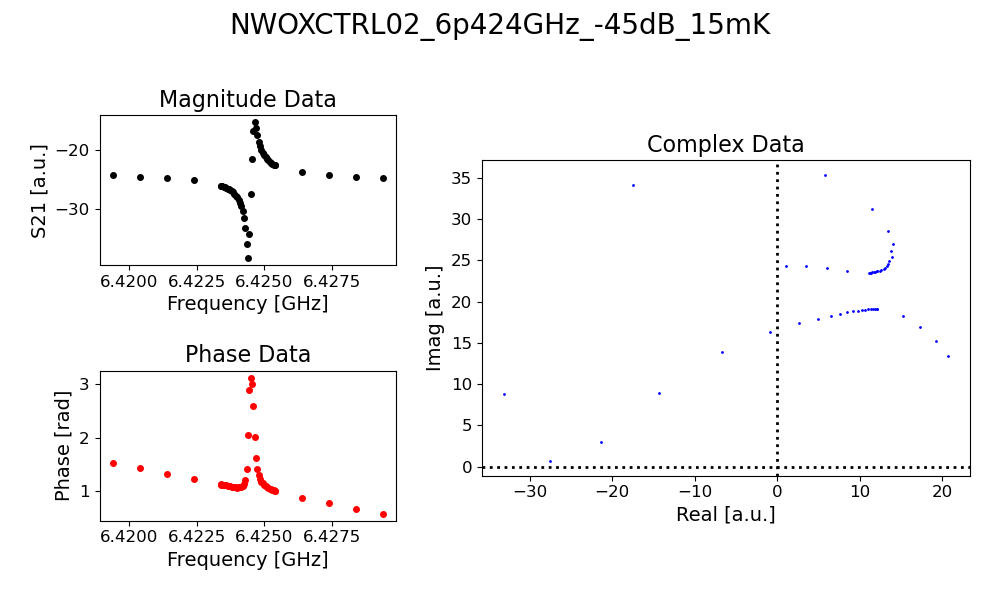 NWOXCTRL02_6p424GHz_-45dB_15mK
Magnitude Data
S21 [a.u.]
−20
−30
6.4200 6.4225 6.4250 6.4275
Frequency [GHz]
Phase Data
Phase [rad]
3
2
1
6.4200 6.4225 6.4250 6.4275
Frequency [GHz]
Complex Data
Imag [a.u.]
35
30
25
20
15
10
5
0
−30 −20 −10 0 10 20
Real [a.u.]